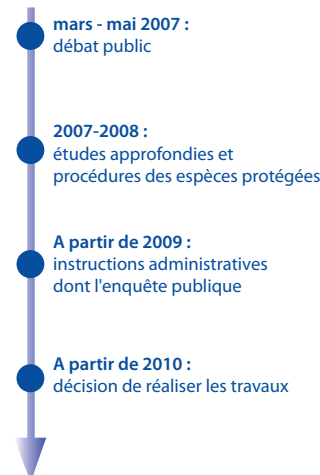 mars - mai 2007 :
débat public
2007-2008 :
études approfondies et
procédures des espèces protégées
A partir de 2009 :
instructions administratives
dont l'enquête publique
A partir de 2010 :
décision de réaliser les travaux